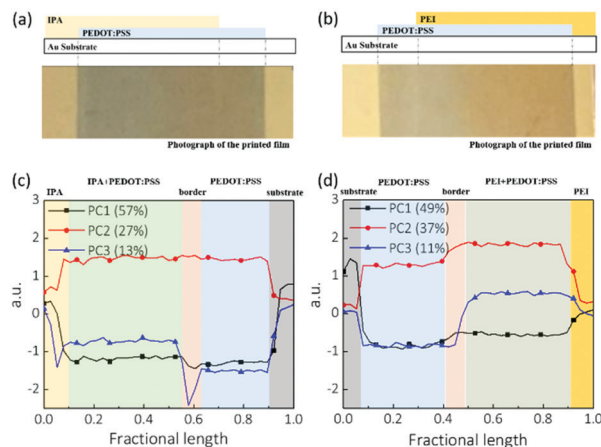 (a)
IPA
PEDOT:PSS
Au Substrate
Photograph of the printed film
(b)
PEI
PEDOT:PSS
Au Substrate
Photograph of the printed film
(c)
IPA
IPA+PEDOT:PSS
border
PEDOT:PSS
substrate
3
2
1
0
-1
-2
a.u.
PC1 (57%)
PC2 (27%)
PC3 (13%)
0.0 0.2 0.4 0.6 0.8 1.0
Fractional length
(d)
substrate
PEDOT:PSS
border
PEI+PEDOT:PSS
PEI
3
2
1
0
-1
-2
a.u.
PC1 (49%)
PC2 (37%)
PC3 (11%)
0.0 0.2 0.4 0.6 0.8 1.0
Fractional length